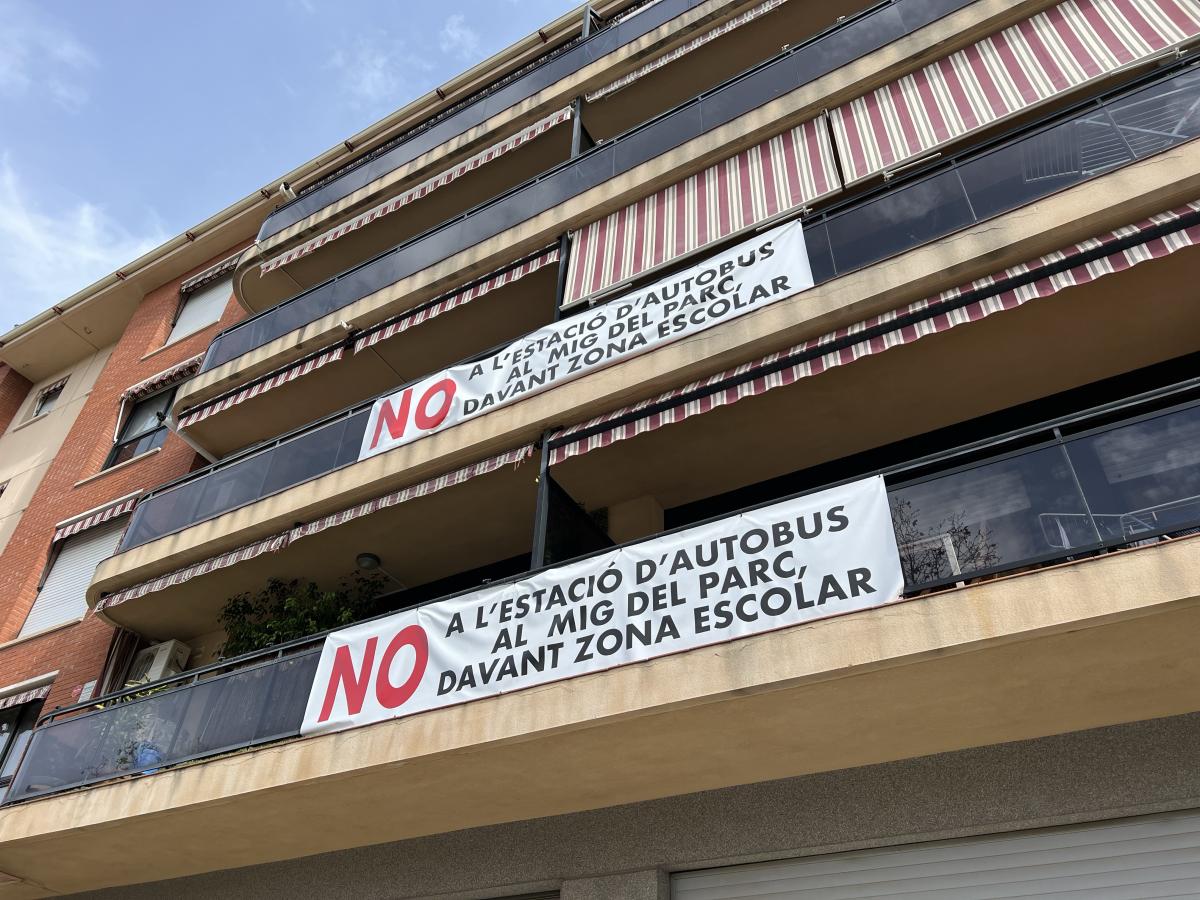 NO
A L'ESTACIÓ D'AUTOBUS
AL MIG DEL PARC,
DAVANT ZONA ESCOLAR
NO
A L'ESTACIÓ D'AUTOBUS
AL MIG DEL PARC,
DAVANT ZONA ESCOLAR